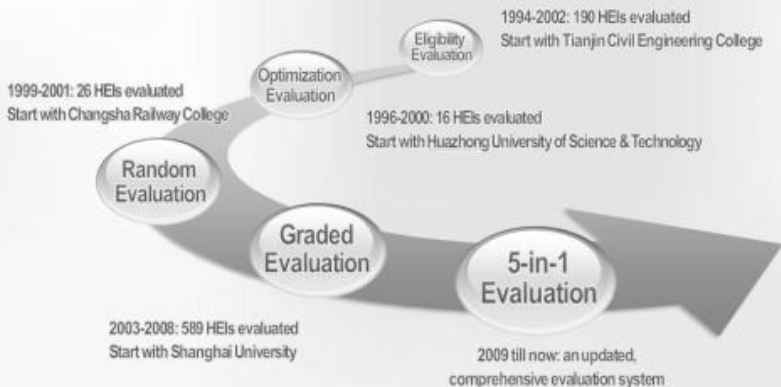 1994-2002: 190 HEIs evaluated
Start with Tianjin Civil Engineering College
Eligibility
Evaluation
Optimization
Evaluation
1999-2001: 26 HEIs evaluated
Start with Changsha Railway College
1996-2000: 16 HEIs evaluated
Start with Huazhong University of Science & Technology
Random
Evaluation
Graded
Evaluation
5-in-1
Evaluation
2003-2008: 589 HEIs evaluated
Start with Shanghai University
2009 till now: an updated,
comprehensive evaluation system